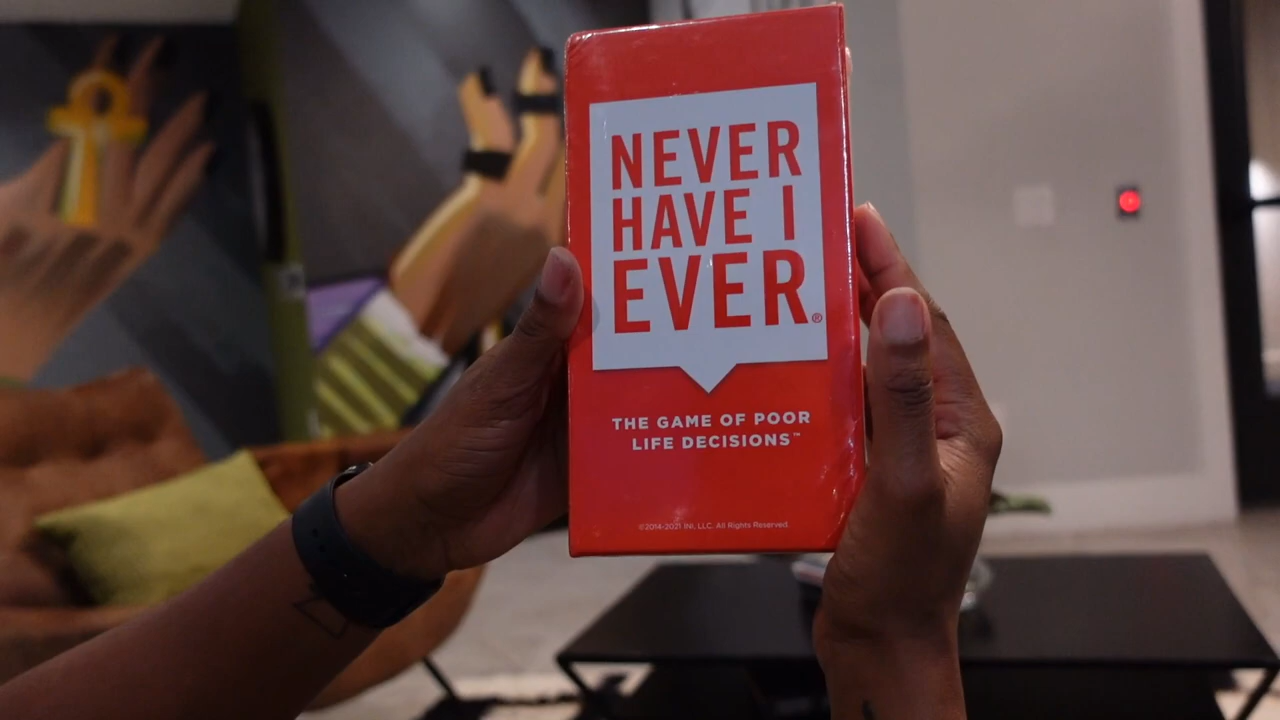 NEVER
HAVE I
EVER®
THE GAME OF POOR
LIFE DECISIONS™
©2014-2021 INI, LLC. All Rights Reserved.